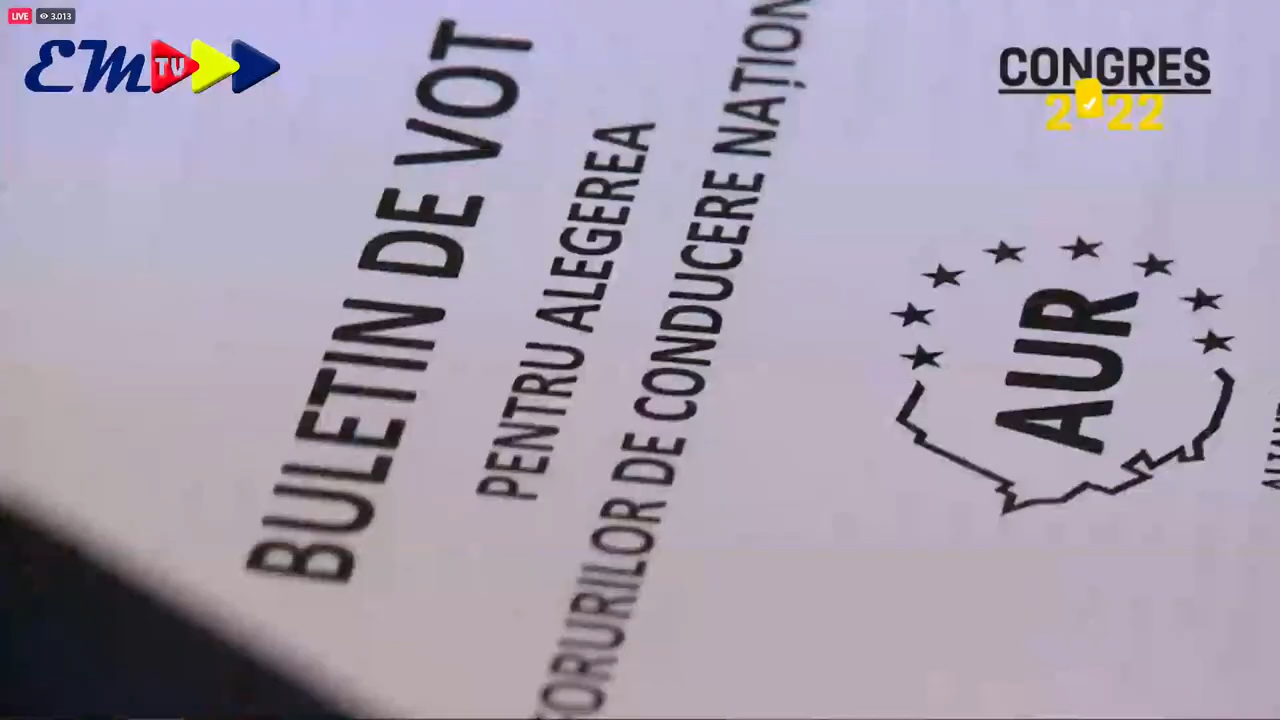 LIVE 3.013
EM TV
CONGRES
2022
BULETIN DE VOT
PENTRU ALEGEREA
FORURILOR DE CONDUCERE NAȚION
AUR